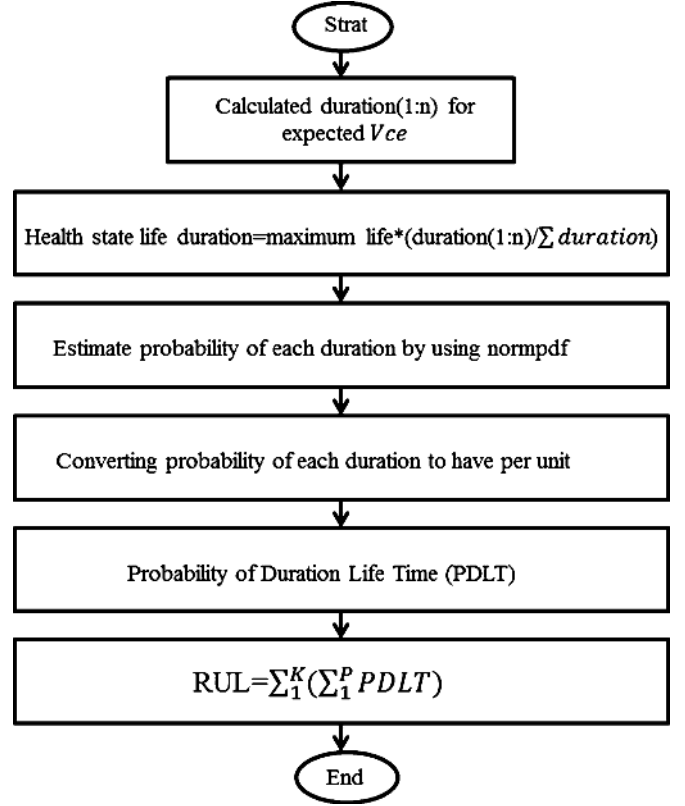 Strat
Calculated duration(1:n) for
expected Vce
Health state life duration=maximum life*(duration(1:n)/∑ duration)
Estimate probability of each duration by using normpdf
Converting probability of each duration to have per unit
Probability of Duration Life Time (PDLT)
RUL=∑₁ᴷ(∑₁ᴾ PDLT)
End